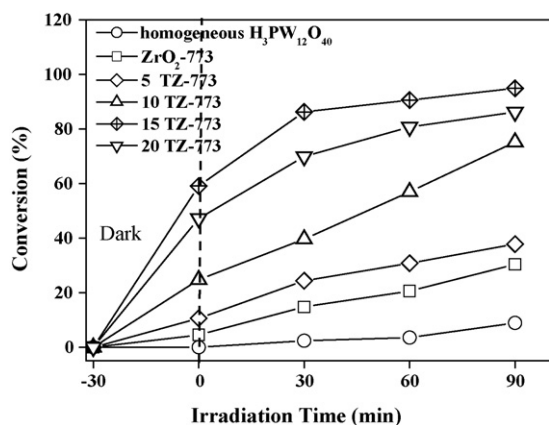 homogeneous H₃PW₁₂O₄₀
ZrO₂-773
5 TZ-773
10 TZ-773
15 TZ-773
20 TZ-773
Dark
Conversion (%)
120
100
80
60
40
20
0
-30
0
30
60
90
Irradiation Time (min)